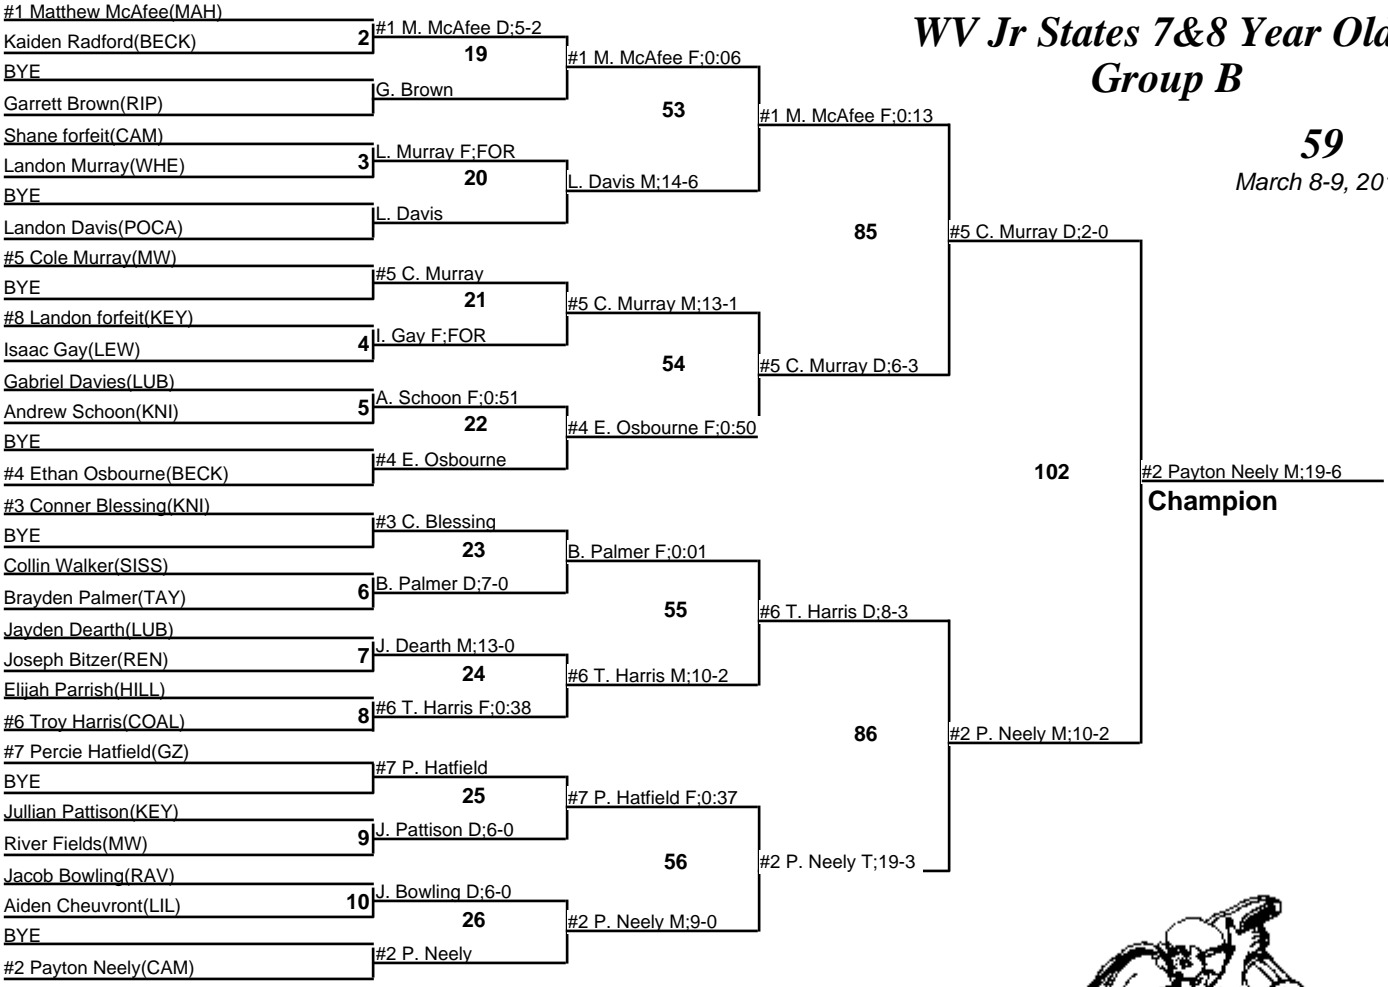 WV Jr States 7&8 Year Old
Group B
59
March 8-9, 201
#1 Matthew McAfee(MAH)
Kaiden Radford(BECK)
BYE
Garrett Brown(RIP)
Shane forfeit(CAM)
Landon Murray(WHE)
BYE
Landon Davis(POCA)
#5 Cole Murray(MW)
BYE
#8 Landon forfeit(KEY)
Isaac Gay(LEW)
Gabriel Davies(LUB)
Andrew Schoon(KNI)
BYE
#4 Ethan Osbourne(BECK)
#3 Conner Blessing(KNI)
BYE
Collin Walker(SISS)
Brayden Palmer(TAY)
Jayden Dearth(LUB)
Joseph Bitzer(REN)
Elijah Parrish(HILL)
#6 Troy Harris(COAL)
#7 Percie Hatfield(GZ)
BYE
Jullian Pattison(KEY)
River Fields(MW)
Jacob Bowling(RAV)
Aiden Cheuvront(LIL)
BYE
#2 Payton Neely(CAM)
2
3
4
5
6
7
8
9
10
#1 M. McAfee D;5-2
19
G. Brown
L. Murray F;FOR
20
L. Davis
#5 C. Murray
21
I. Gay F;FOR
A. Schoon F;0:51
22
#4 E. Osbourne
#3 C. Blessing
23
B. Palmer D;7-0
J. Dearth M;13-0
24
#6 T. Harris F;0:38
#7 P. Hatfield
25
J. Pattison D;6-0
J. Bowling D;6-0
26
#2 P. Neely
#1 M. McAfee F;0:06
53
L. Davis M;14-6
#5 C. Murray M;13-1
54
#4 E. Osbourne F;0:50
B. Palmer F;0:01
55
#6 T. Harris M;10-2
#7 P. Hatfield F;0:37
56
#2 P. Neely M;9-0
#1 M. McAfee F;0:13
85
#5 C. Murray D;6-3
#6 T. Harris D;8-3
86
#2 P. Neely T;19-3
#5 C. Murray D;2-0
102
#2 P. Neely M;10-2
#2 Payton Neely M;19-6
Champion